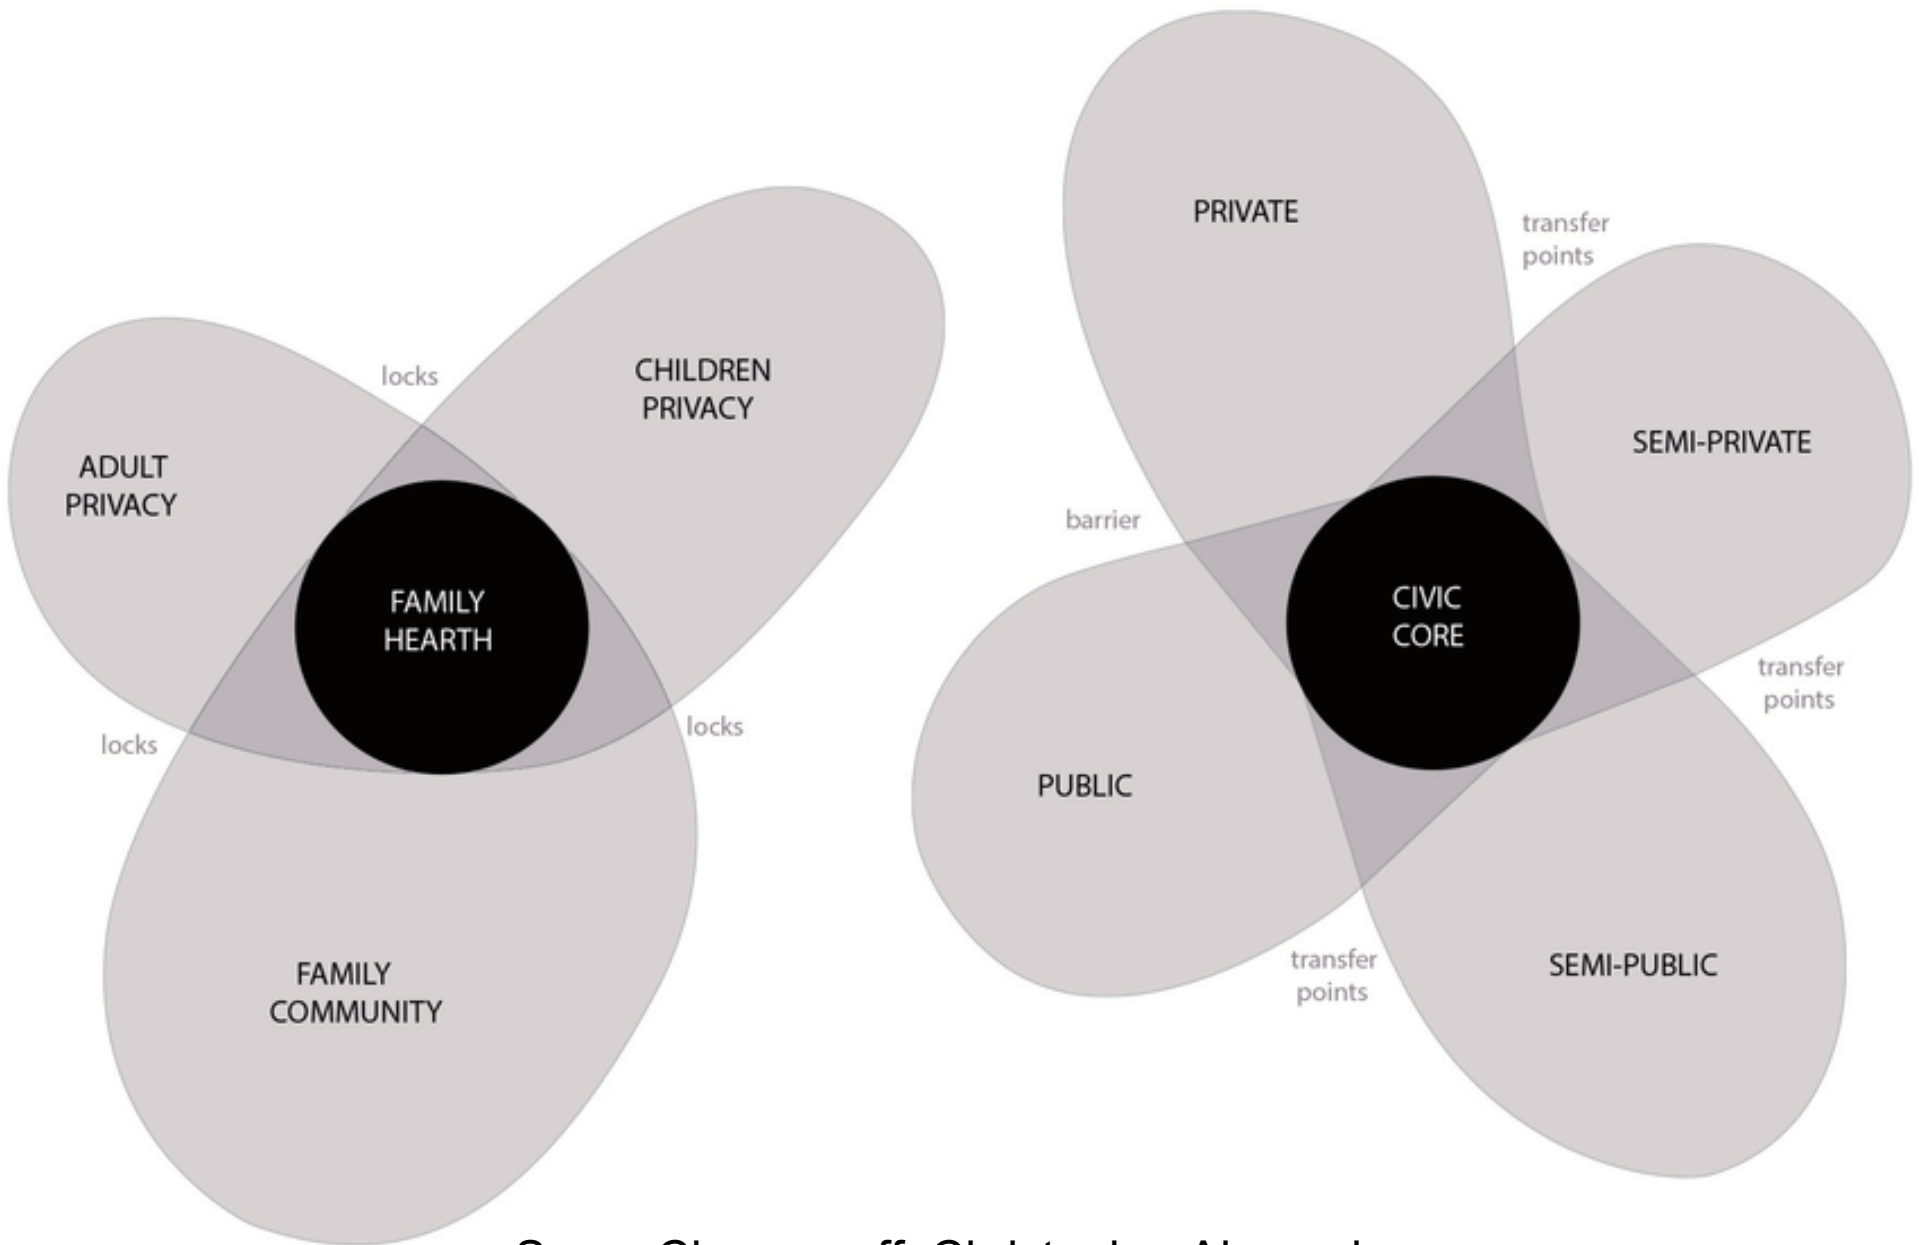 locks
ADULT
PRIVACY
CHILDREN
PRIVACY
FAMILY
HEARTH
locks
locks
FAMILY
COMMUNITY
PRIVATE
transfer
points
SEMI-PRIVATE
barrier
CIVIC
CORE
transfer
points
PUBLIC
transfer
points
SEMI-PUBLIC